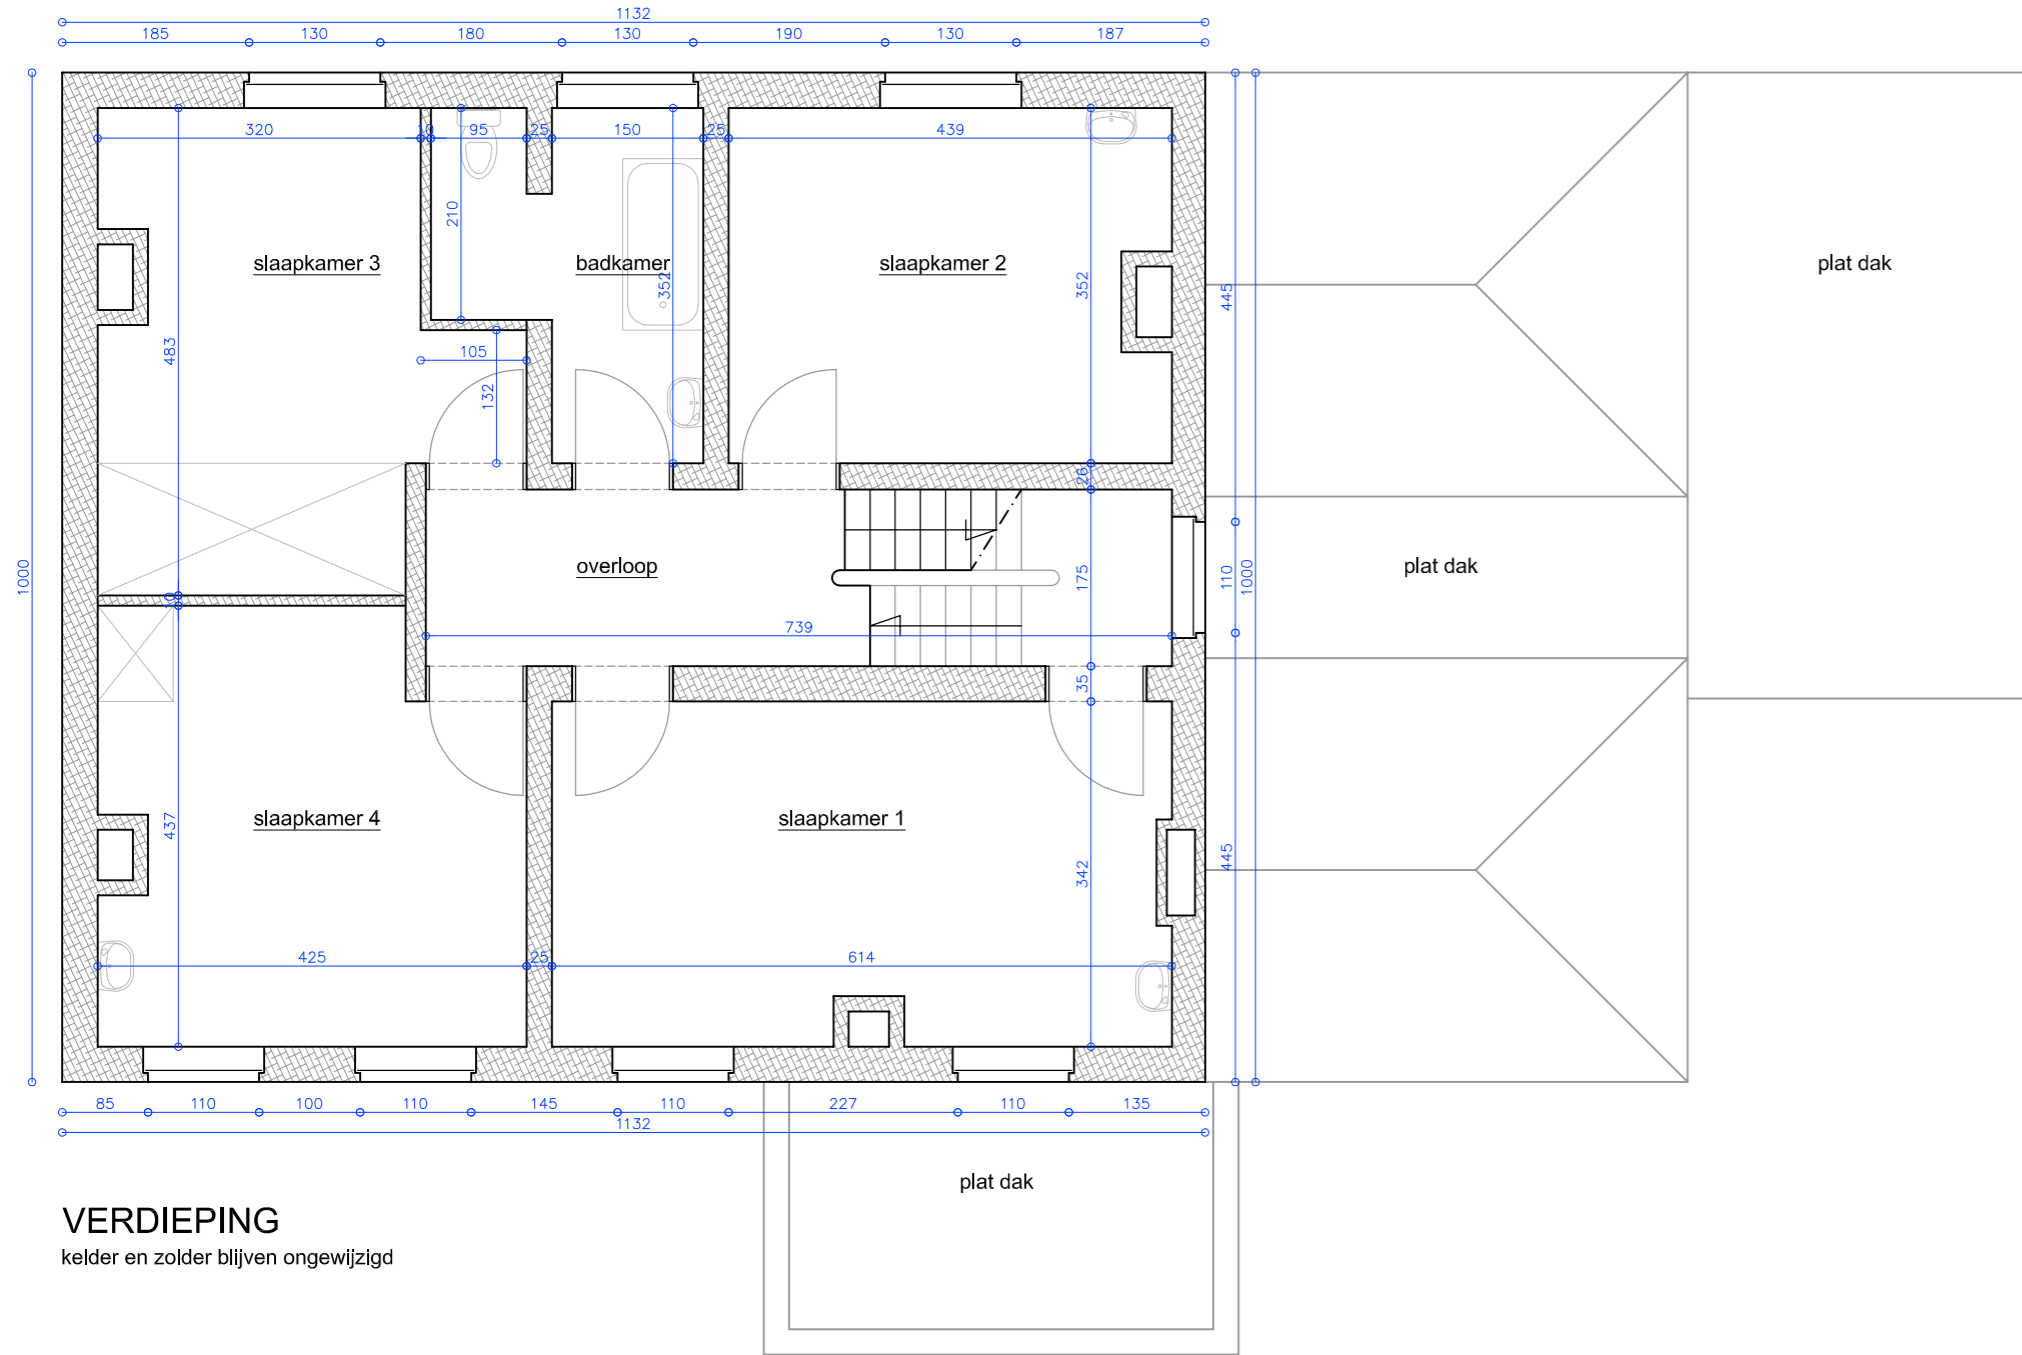 1132
185 130 180 130 190 130 187
320 10 95 25 150 25 439
210
slaapkamer 3 badkamer slaapkamer 2 plat dak
352 352 445
483
105
132
26
1000 overloop 175 110 1000 plat dak
10
739
35
slaapkamer 4 slaapkamer 1
437 342 445
425 25 614
85 110 100 110 145 110 227 110 135
1132
plat dak
VERDIEPING
kelder en zolder blijven ongewijzigd